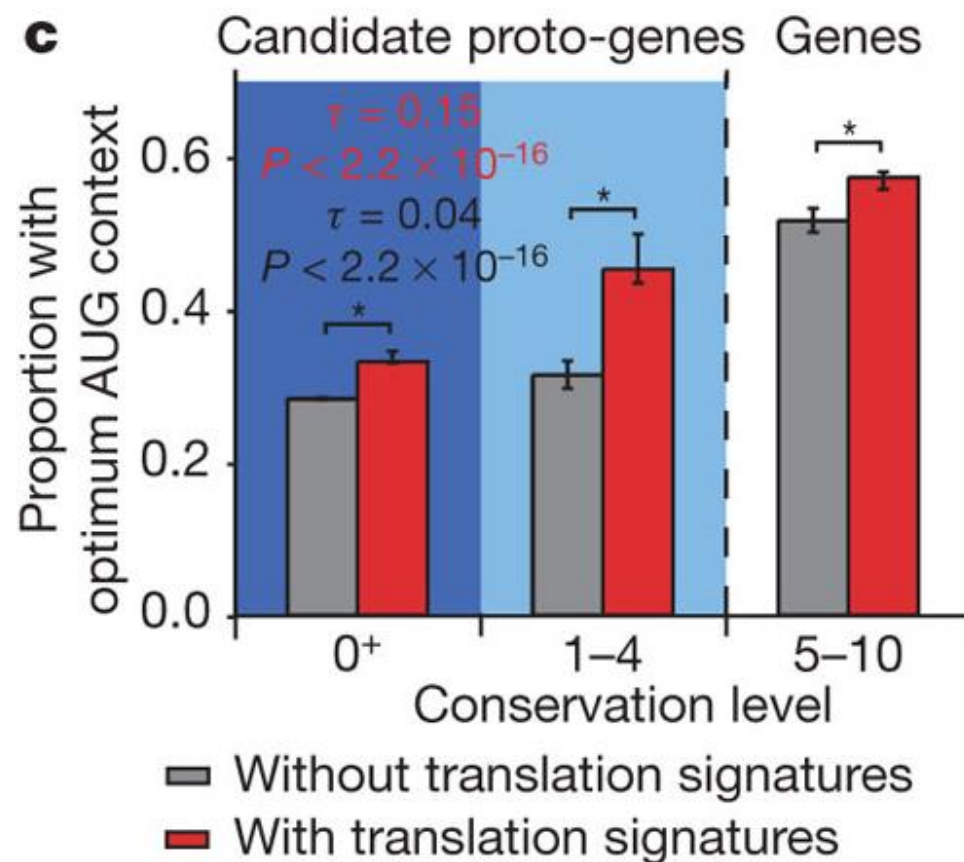 c
Candidate proto-genes Genes
Proportion with
optimum AUG context
0.6
0.4
0.2
0.0
τ = 0.15
P < 2.2 × 10⁻¹⁶
τ = 0.04
P < 2.2 × 10⁻¹⁶
*
*
*
0⁺ 1–4 5–10
Conservation level
Without translation signatures
With translation signatures